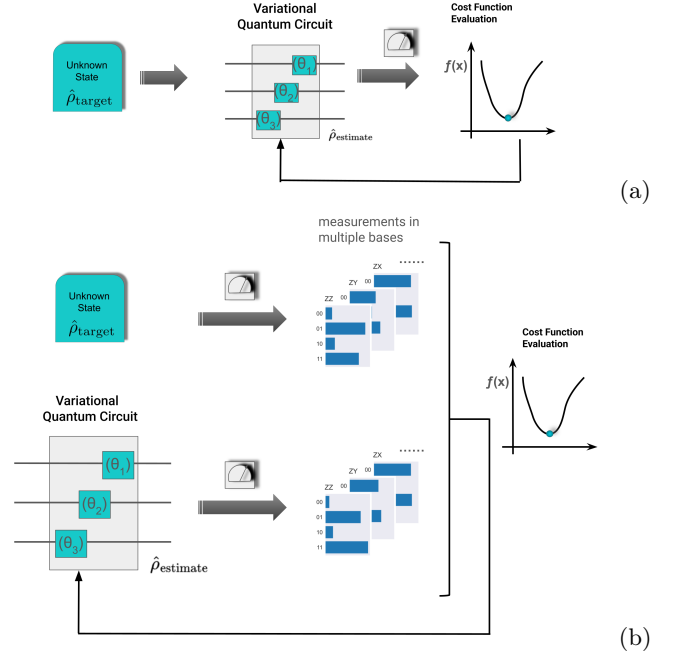 Variational
Quantum Circuit
Cost Function
Evaluation
Unknown
State
ρ̂target
(θ1)
(θ2)
(θ3)
ρ̂estimate
f(x)
(a)
measurements in
multiple bases
ZX
ZY 00
ZZ 00
00
01
10
11
Unknown
State
ρ̂target
Cost Function
Evaluation
f(x)
Variational
Quantum Circuit
(θ1)
(θ2)
(θ3)
ρ̂estimate
ZX
ZY 00
ZZ 00
00
01
10
11
(b)